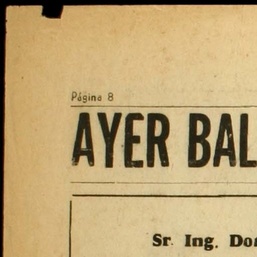 Página 8
AYER BAL
Sr. Ing. Do